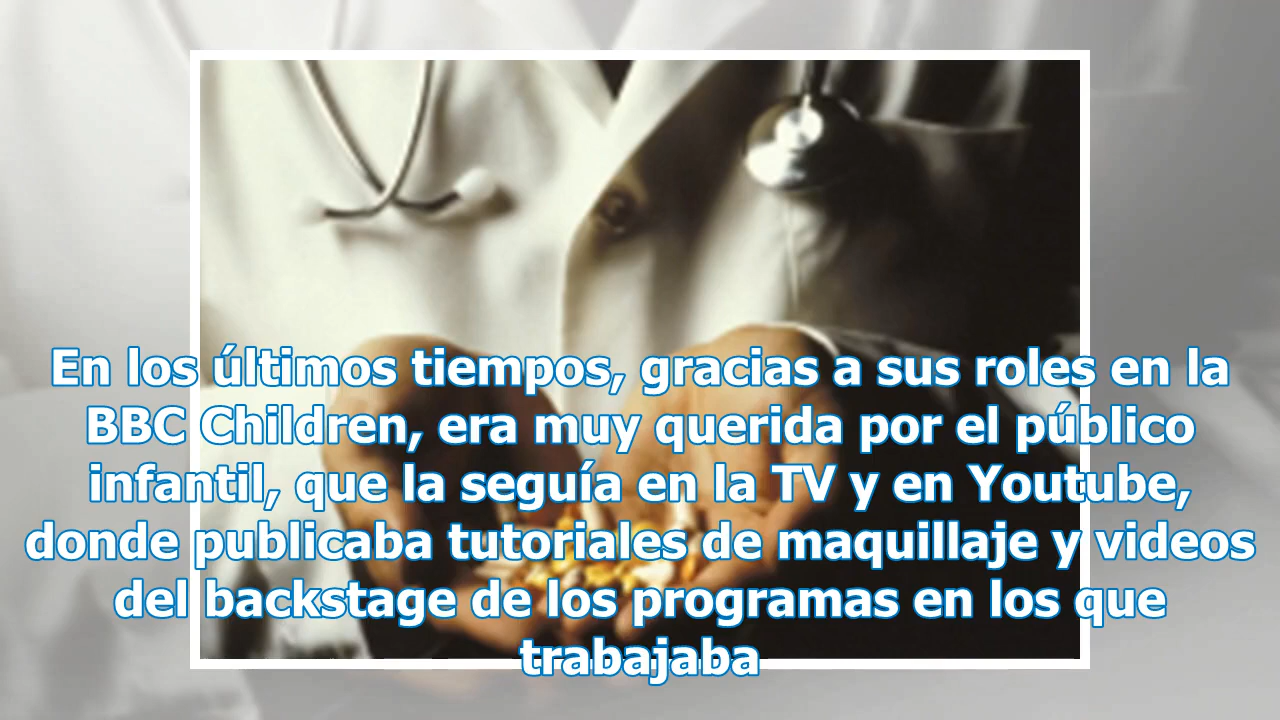 En los últimos tiempos, gracias a sus roles en la
BBC Children, era muy querida por el público
infantil, que la seguía en la TV y en Youtube,
donde publicaba tutoriales de maquillaje y videos
del backstage de los programas en los que
trabajaba